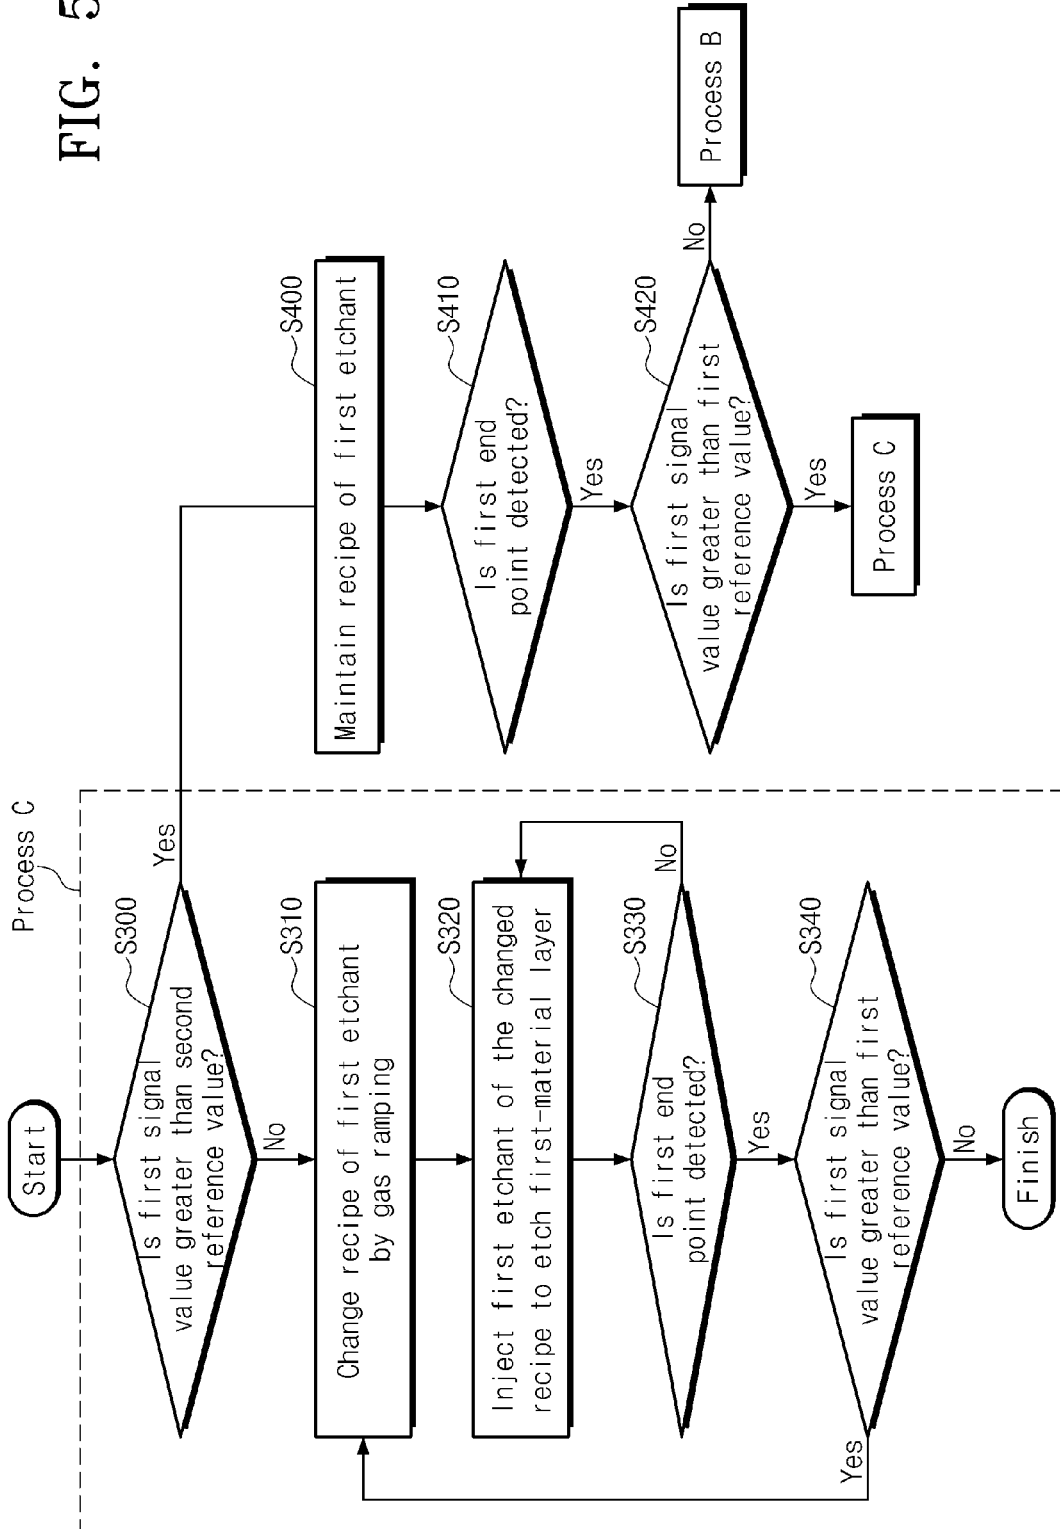 FIG. 5
Process C
Start
S300
Is first signal
value greater than second
reference value?
Yes
No
S310
Change recipe of first etchant
by gas ramping
S320
Inject first etchant of the changed
recipe to etch first-material layer
S330
Is first end
point detected?
No
Yes
S340
Is first signal
value greater than first
reference value?
Yes
No
Finish
S400
Maintain recipe of first etchant
S410
Is first end
point detected?
Yes
S420
Is first signal
value greater than first
reference value?
No
Process B
Yes
Process C